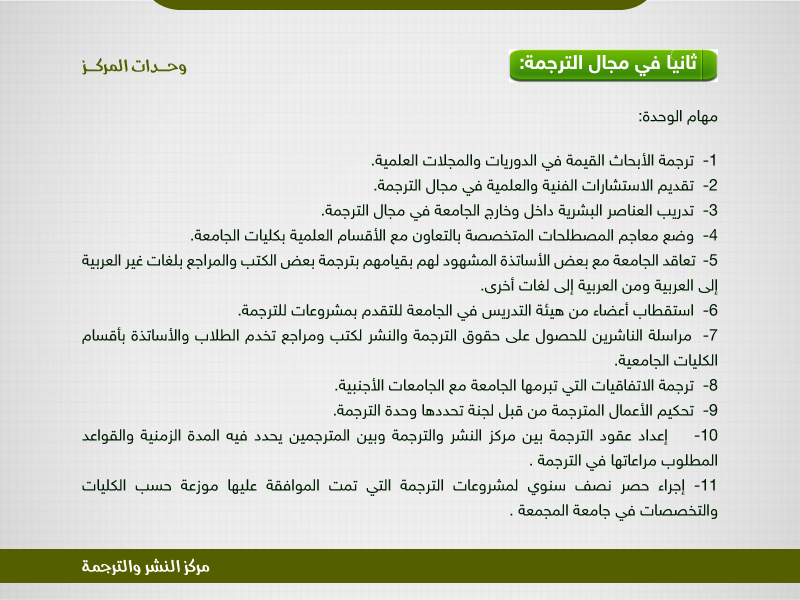 ثانياً في مجال الترجمة:
وحـدات المركـز
مهام الوحدة:
1- ترجمة الأبحاث القيمة في الدوريات والمجلات العلمية.
2- تقديم الاستشارات الفنية والعلمية في مجال الترجمة.
3- تدريب العناصر البشرية داخل وخارج الجامعة في مجال الترجمة.
4- وضع معاجم المصطلحات المتخصصة بالتعاون مع الأقسام العلمية بكليات الجامعة.
5- تعاقد الجامعة مع بعض الأساتذة المشهود لهم بقيامهم بترجمة بعض الكتب والمراجع بلغات غير العربية
إلى العربية ومن العربية إلى لغات أخرى.
6- استقطاب أعضاء من هيئة التدريس في الجامعة للتقدم بمشروعات للترجمة.
7- مراسلة الناشرين للحصول على حقوق الترجمة والنشر لكتب ومراجع تخدم الطلاب والأساتذة بأقسام
الكليات الجامعية.
8- ترجمة الاتفاقيات التي تبرمها الجامعة مع الجامعات الأجنبية.
9- تحكيم الأعمال المترجمة من قبل لجنة تحددها وحدة الترجمة.
10- إعداد عقود الترجمة بين مركز النشر والترجمة وبين المترجمين يحدد فيه المدة الزمنية والقواعد
المطلوب مراعاتها في الترجمة .
11- إجراء حصر نصف سنوي لمشروعات الترجمة التي تمت الموافقة عليها موزعة حسب الكليات
والتخصصات في جامعة المجمعة .
مركز النشر والترجمة